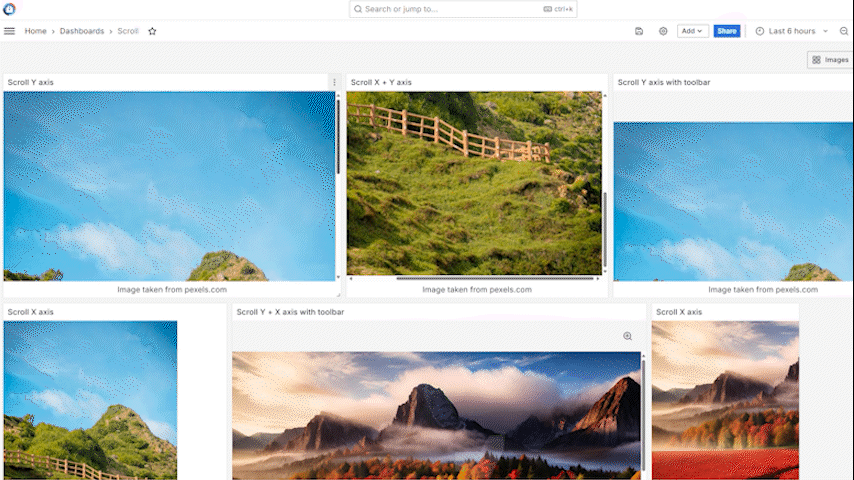 Search or jump to... ctrl+k
Home > Dashboards > Scroll Add Share Last 6 hours
Images
Scroll Y axis
Scroll X + Y axis
Scroll Y axis with toolbar
Image taken from pexels.com
Image taken from pexels.com
Image taken from pexels.com
Scroll X axis
Scroll Y + X axis with toolbar
Scroll X axis